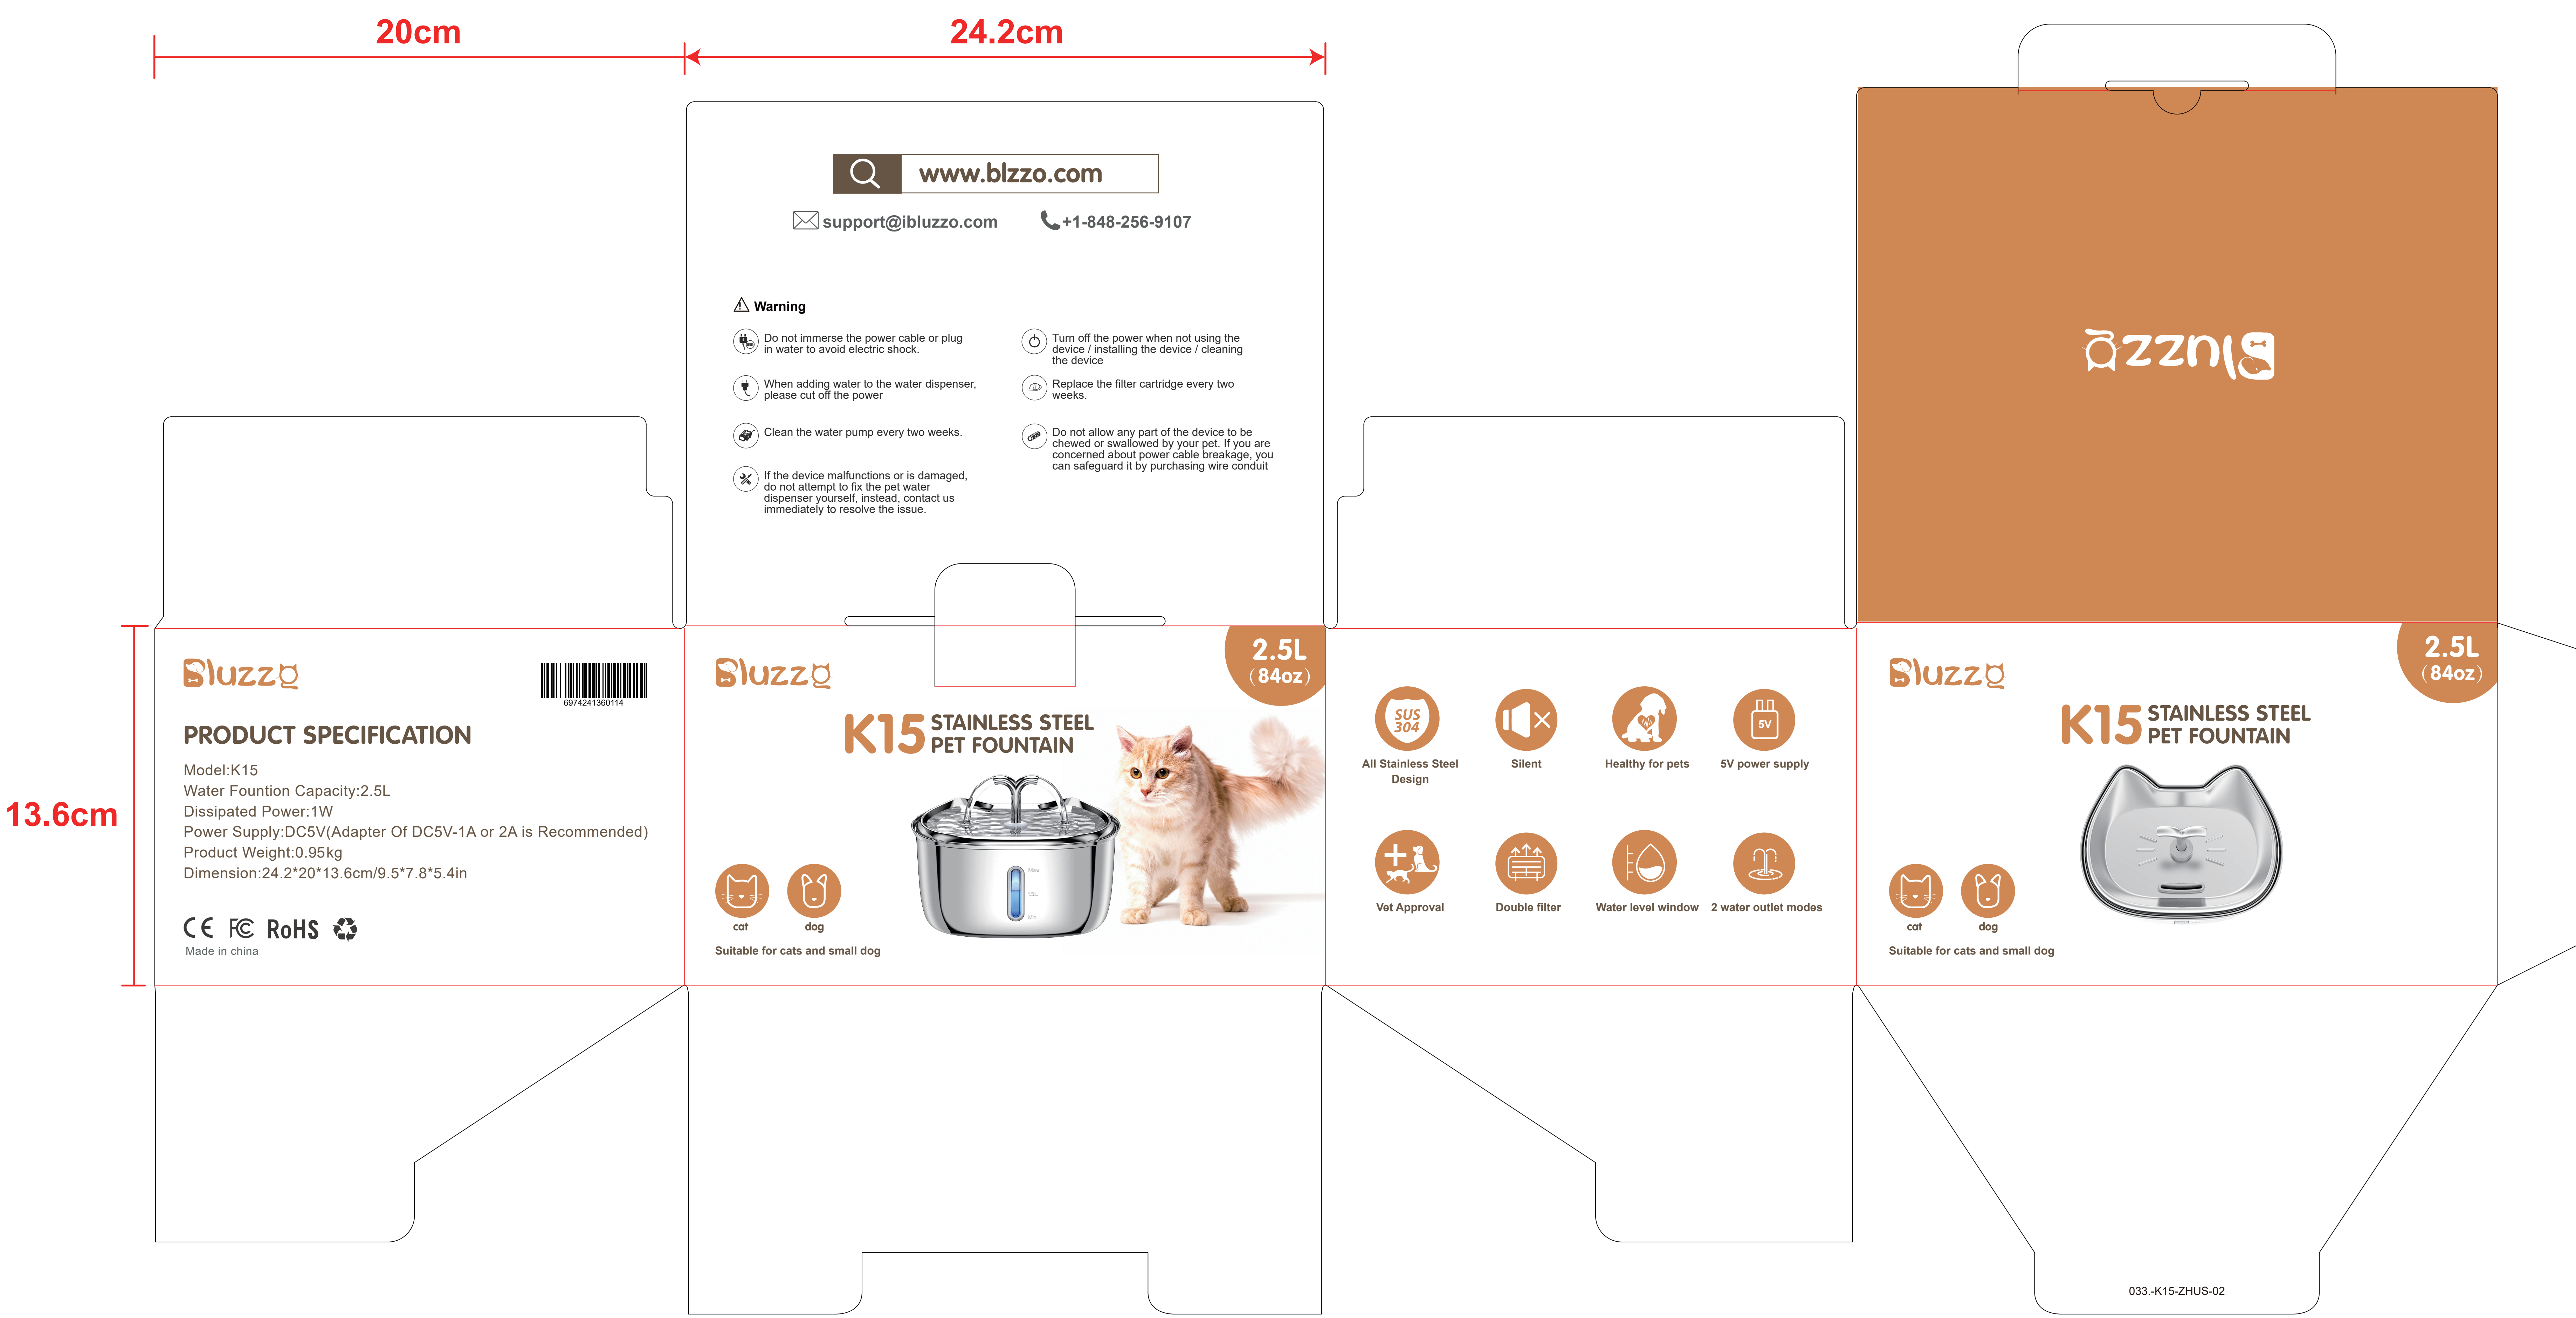 20cm
24.2cm
13.6cm
www.blzzo.com
support@ibluzzo.com
+1-848-256-9107
Warning
Do not immerse the power cable or plug
in water to avoid electric shock.
When adding water to the water dispenser,
please cut off the power
Clean the water pump every two weeks.
If the device malfunctions or is damaged,
do not attempt to fix the pet water
dispenser yourself, instead, contact us
immediately to resolve the issue.
Turn off the power when not using the
device / installing the device / cleaning
the device
Replace the filter cartridge every two
weeks.
Do not allow any part of the device to be
chewed or swallowed by your pet. If you are
concerned about power cable breakage, you
can safeguard it by purchasing wire conduit
Bluzzo
Bluzzo
6974241360114
PRODUCT SPECIFICATION
Model:K15
Water Fountion Capacity:2.5L
Dissipated Power:1W
Power Supply:DC5V(Adapter Of DC5V-1A or 2A is Recommended)
Product Weight:0.95kg
Dimension:24.2*20*13.6cm/9.5*7.8*5.4in
CE FC RoHS
Made in china
Bluzzo
2.5L
(84oz)
K15 STAINLESS STEEL
PET FOUNTAIN
Max
Min
cat
dog
Suitable for cats and small dog
SUS
304
All Stainless Steel
Design
Silent
Healthy for pets
5V
5V power supply
Vet Approval
Double filter
Water level window
2 water outlet modes
Bluzzo
2.5L
(84oz)
K15 STAINLESS STEEL
PET FOUNTAIN
cat
dog
Suitable for cats and small dog
033.-K15-ZHUS-02